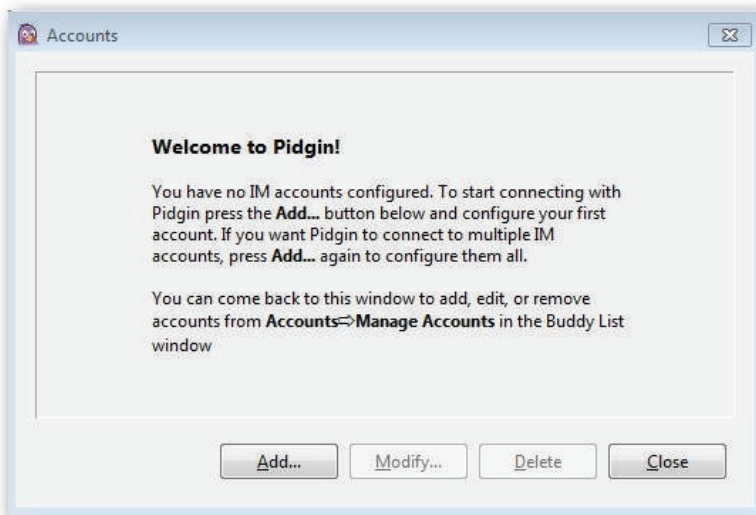 Accounts
Welcome to Pidgin!
You have no IM accounts configured. To start connecting with
Pidgin press the Add... button below and configure your first
account. If you want Pidgin to connect to multiple IM
accounts, press Add... again to configure them all.
You can come back to this window to add, edit, or remove
accounts from Accounts⇨Manage Accounts in the Buddy List
window
Add... Modify... Delete Close